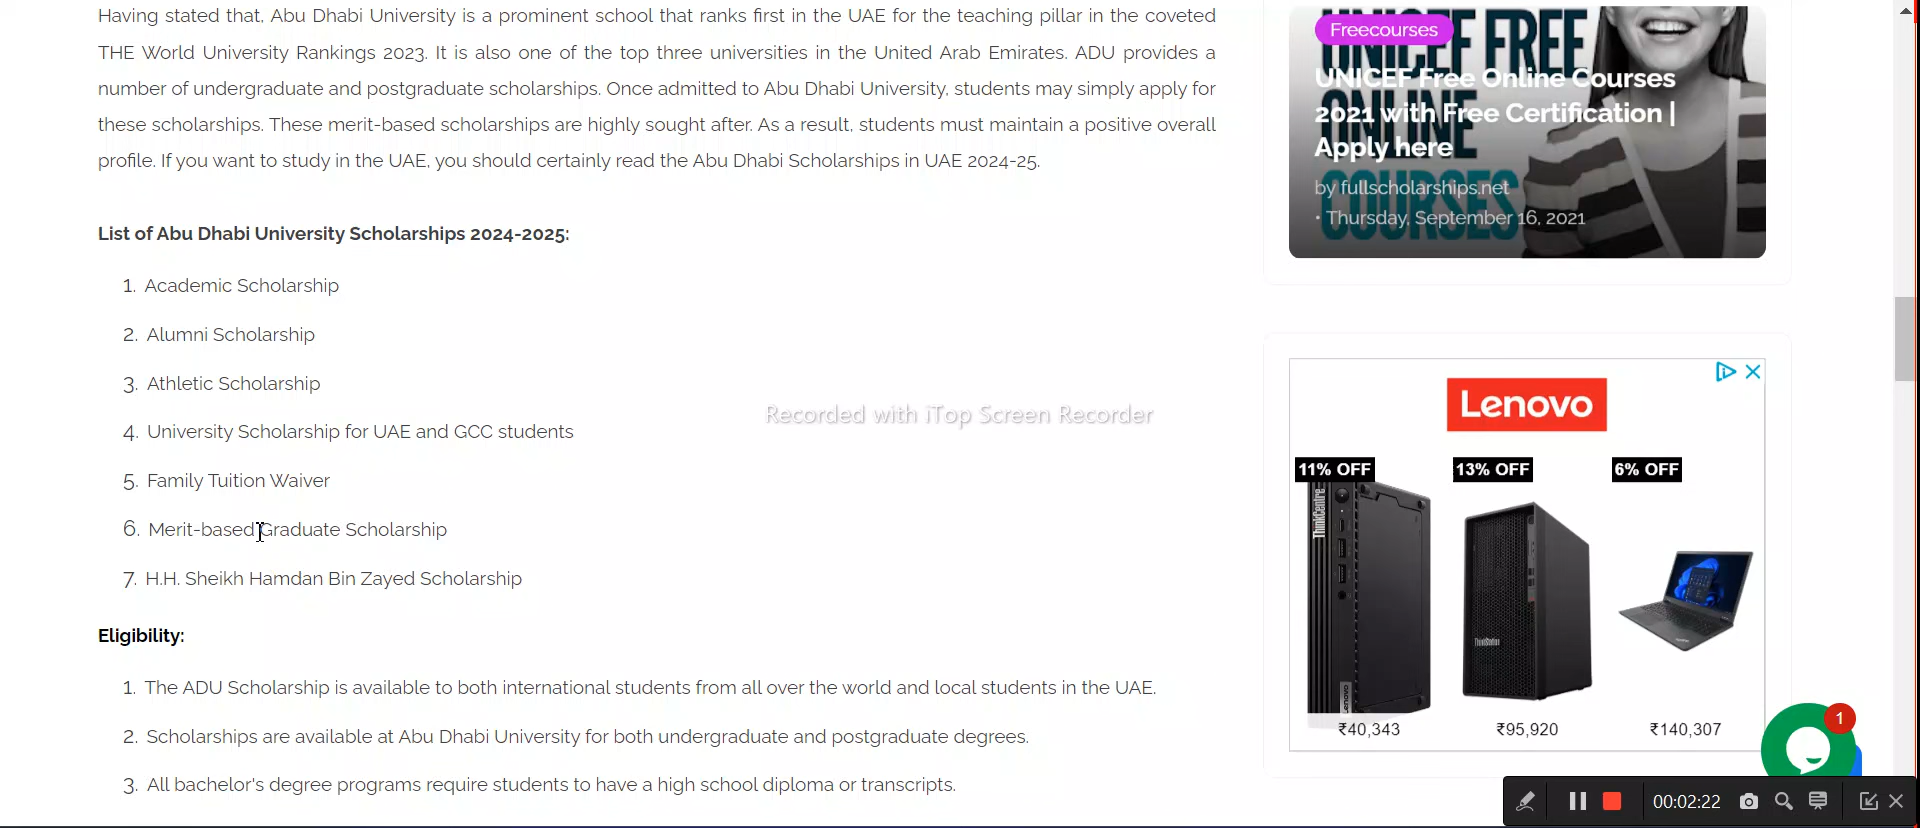 Having stated that, Abu Dhabi University is a prominent school that ranks first in the UAE for the teaching pillar in the coveted
THE World University Rankings 2023. It is also one of the top three universities in the United Arab Emirates. ADU provides a
number of undergraduate and postgraduate scholarships. Once admitted to Abu Dhabi University, students may simply apply for
these scholarships. These merit-based scholarships are highly sought after. As a result, students must maintain a positive overall
profile. If you want to study in the UAE, you should certainly read the Abu Dhabi Scholarships in UAE 2024-25.
List of Abu Dhabi University Scholarships 2024-2025:
1. Academic Scholarship
2. Alumni Scholarship
3. Athletic Scholarship
4. University Scholarship for UAE and GCC students
5. Family Tuition Waiver
6. Merit-based Graduate Scholarship
7. H.H. Sheikh Hamdan Bin Zayed Scholarship
Eligibility:
1. The ADU Scholarship is available to both international students from all over the world and local students in the UAE.
2. Scholarships are available at Abu Dhabi University for both undergraduate and postgraduate degrees.
3. All bachelor's degree programs require students to have a high school diploma or transcripts.
Recorded with iTop Screen Recorder
Freecourses
UNICEF FREE
ONLINE
COURSES
UNICEF Free Online Courses
2021 with Free Certification |
Apply here
by fullscholarships.net
• Thursday, September 16, 2021
Lenovo
11% OFF
13% OFF
6% OFF
ThinkCentre
ThinkStation
Lenovo
₹40,343
₹95,920
₹140,307
1
00:02:22